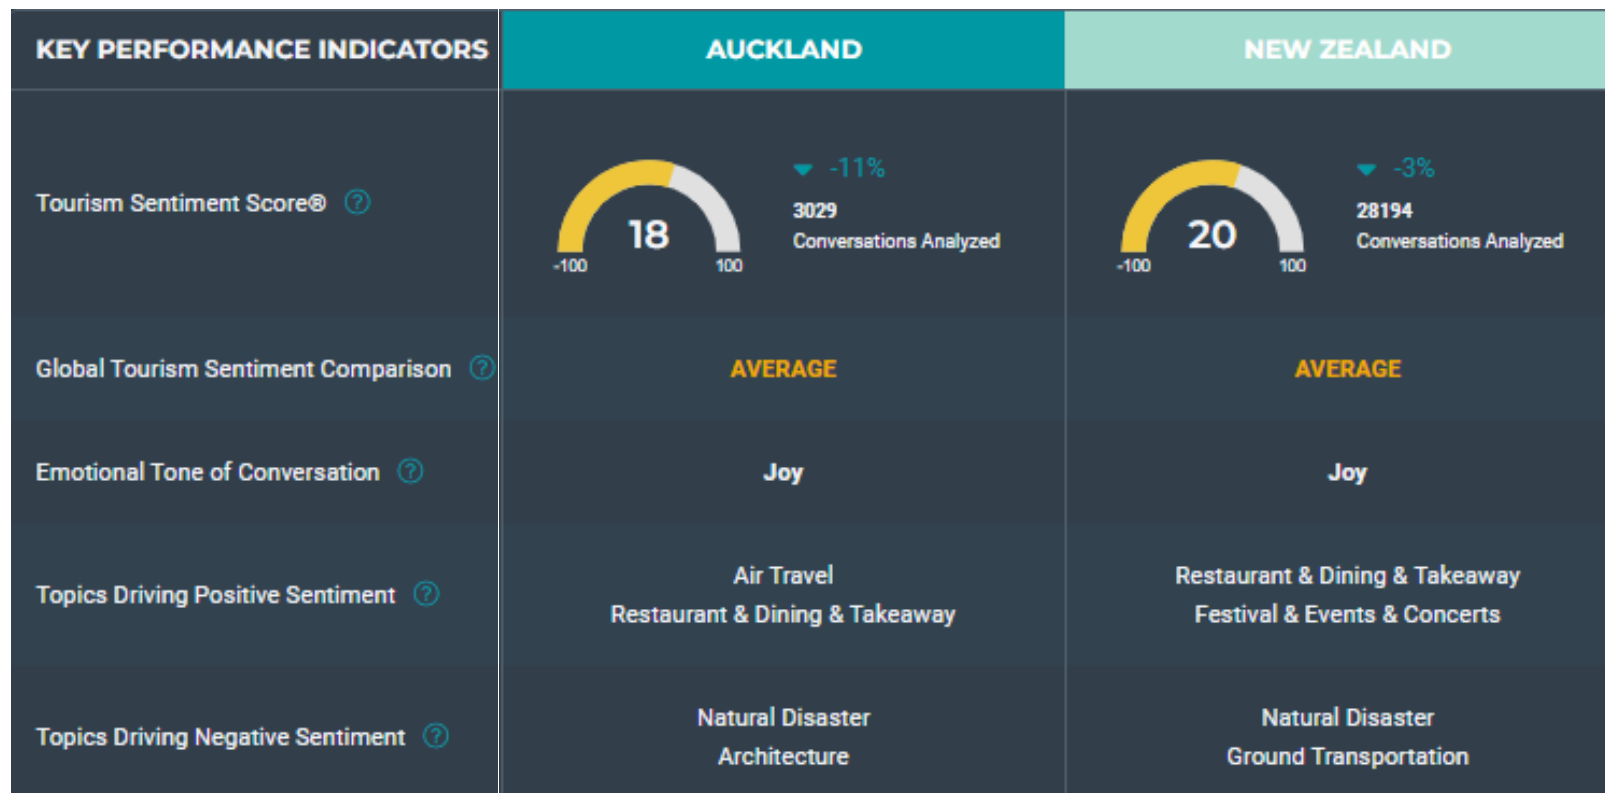 KEY PERFORMANCE INDICATORS
AUCKLAND
NEW ZEALAND
Tourism Sentiment Score® ?
18
-100
100
-11%
3029
Conversations Analyzed
20
-100
100
-3%
28194
Conversations Analyzed
Global Tourism Sentiment Comparison ?
AVERAGE
AVERAGE
Emotional Tone of Conversation ?
Joy
Joy
Topics Driving Positive Sentiment ?
Air Travel
Restaurant & Dining & Takeaway
Restaurant & Dining & Takeaway
Festival & Events & Concerts
Topics Driving Negative Sentiment ?
Natural Disaster
Architecture
Natural Disaster
Ground Transportation